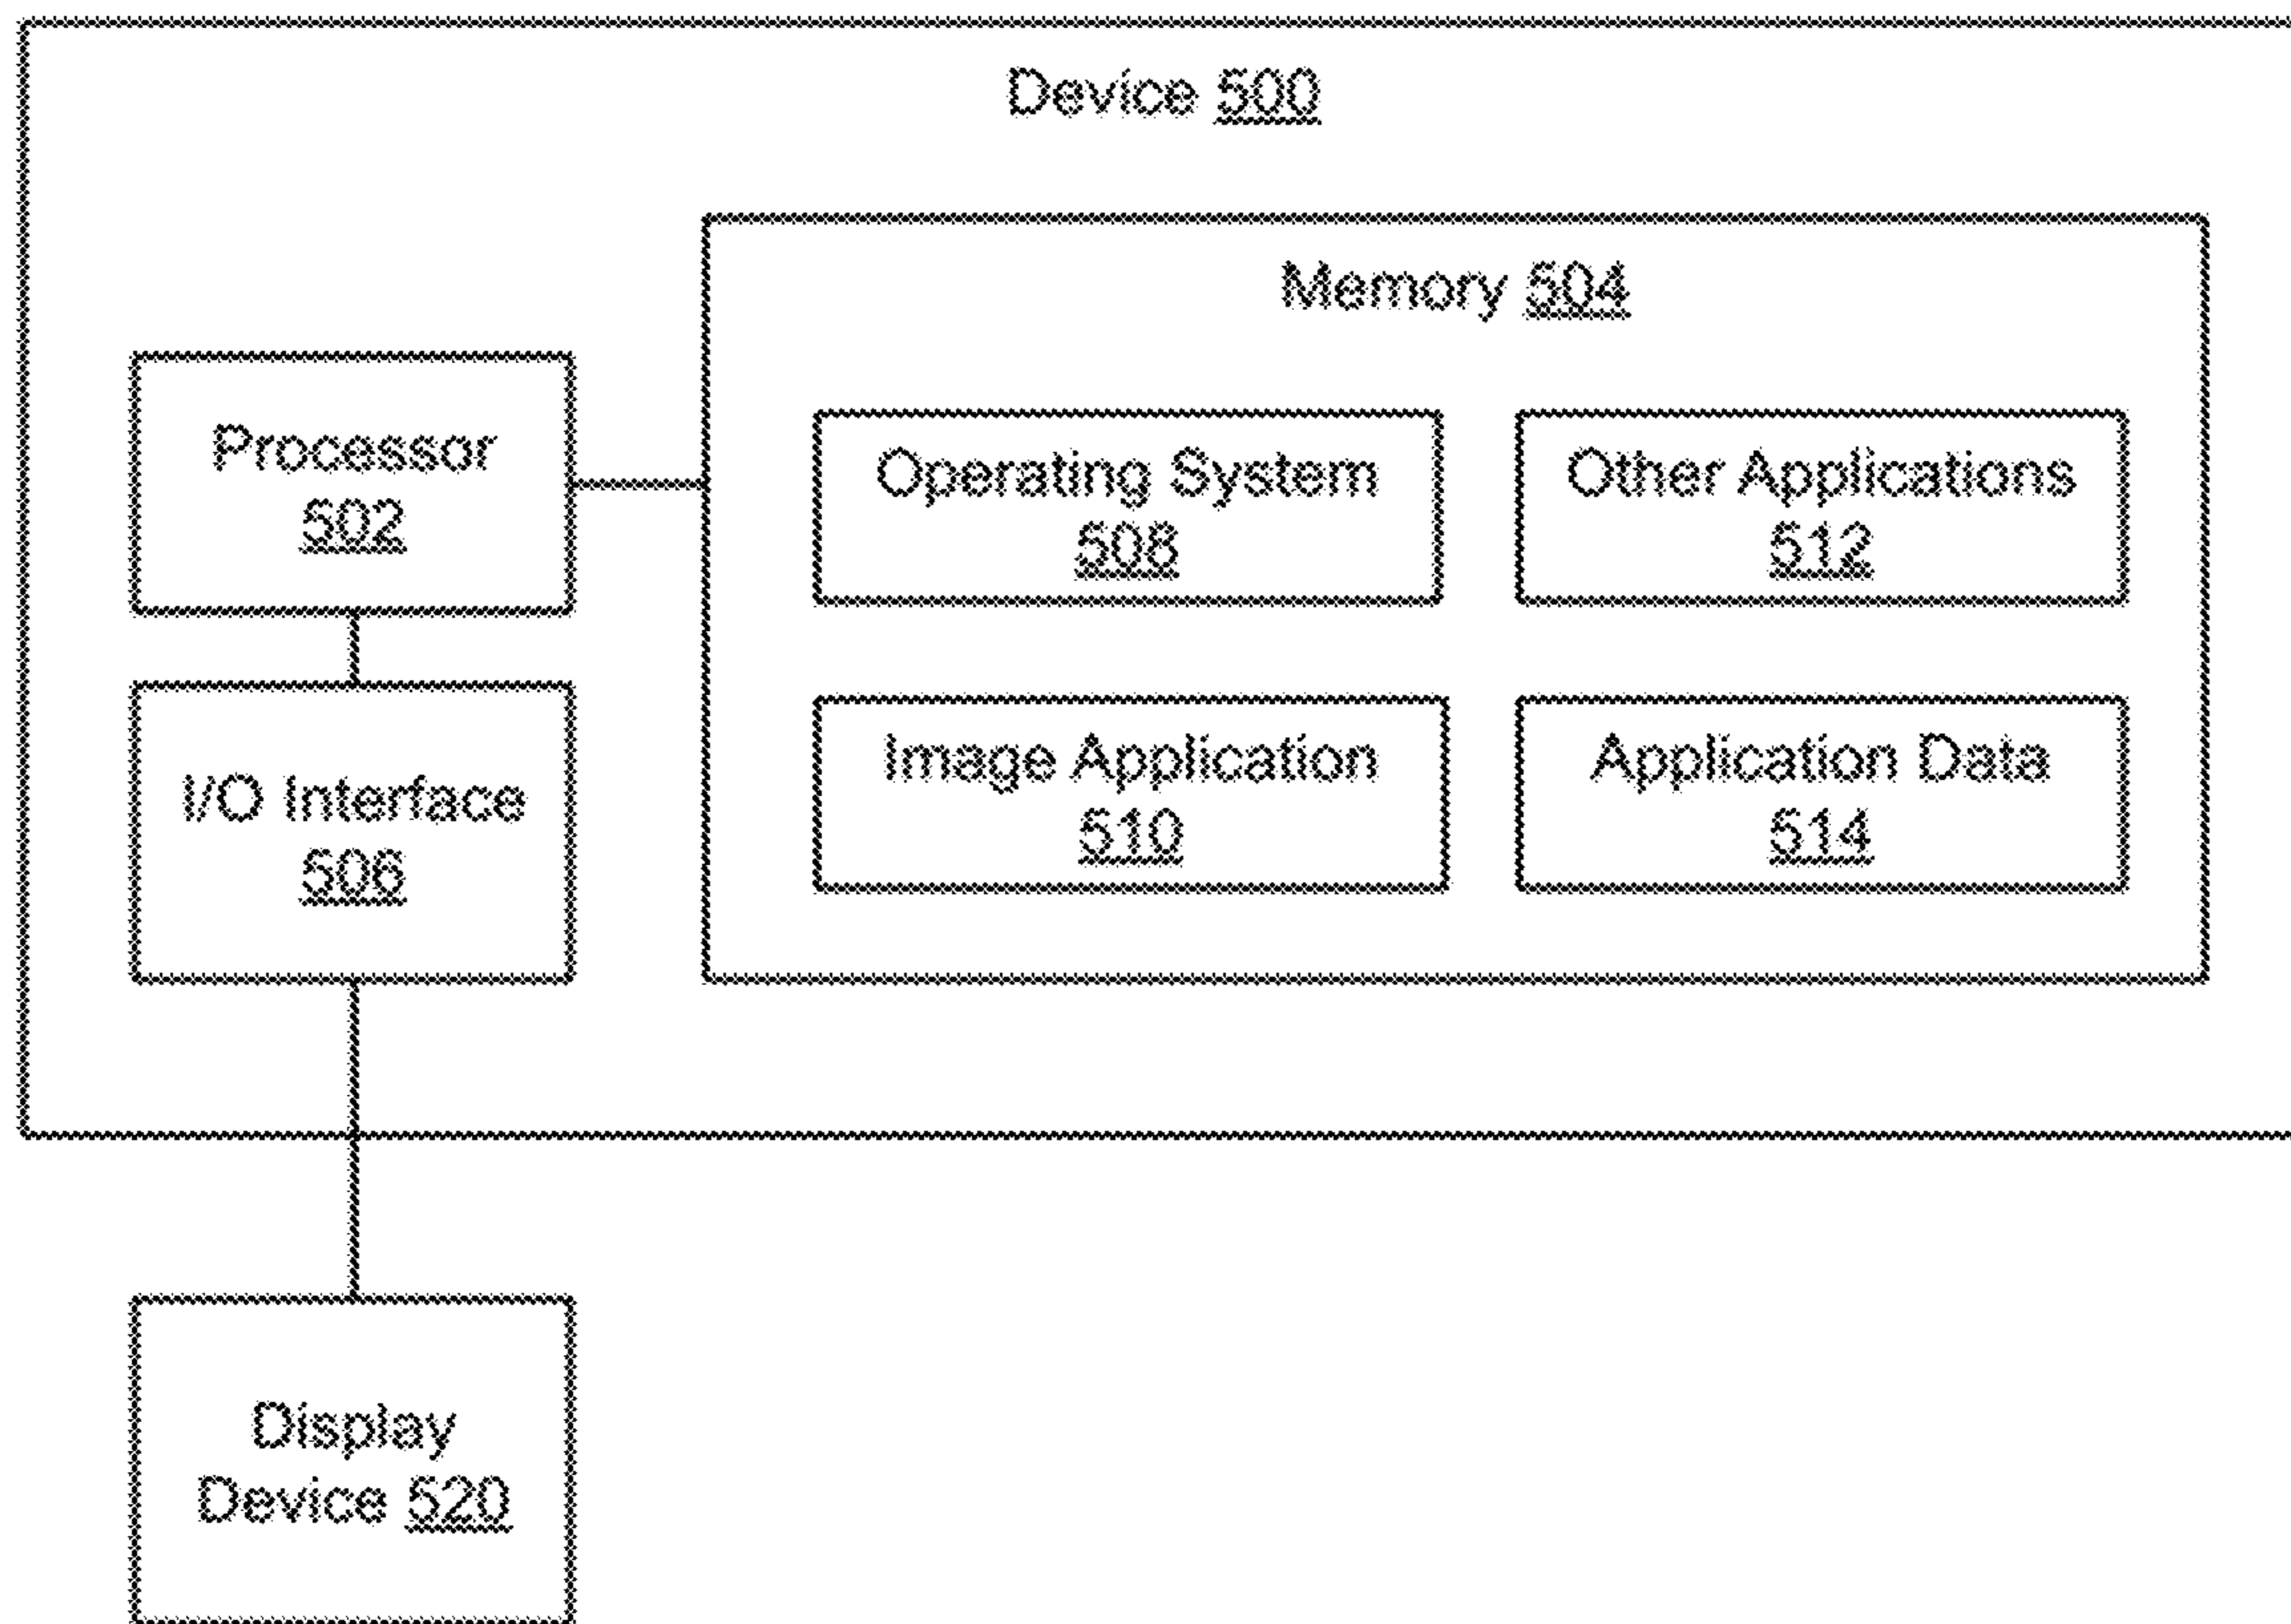 Device 500
Memory 504
Processor
502
Operating System
508
Other Applications
512
I/O Interface
506
Image Application
510
Application Data
514
Display
Device 520